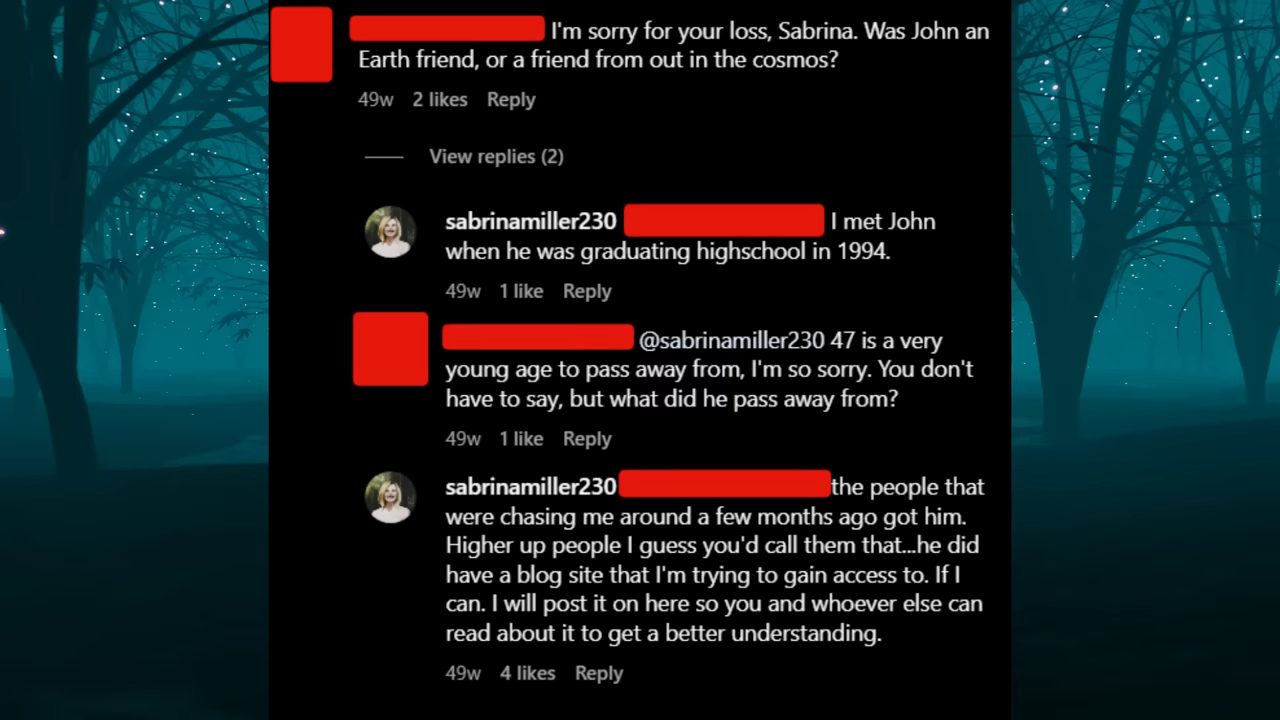 I'm sorry for your loss, Sabrina. Was John an
Earth friend, or a friend from out in the cosmos?
49w 2 likes Reply
View replies (2)
sabrinamiller230 I met John
when he was graduating highschool in 1994.
49w 1 like Reply
@sabrinamiller230 47 is a very
young age to pass away from, I'm so sorry. You don't
have to say, but what did he pass away from?
49w 1 like Reply
sabrinamiller230 the people that
were chasing me around a few months ago got him.
Higher up people I guess you'd call them that...he did
have a blog site that I'm trying to gain access to. If I
can. I will post it on here so you and whoever else can
read about it to get a better understanding.
49w 4 likes Reply